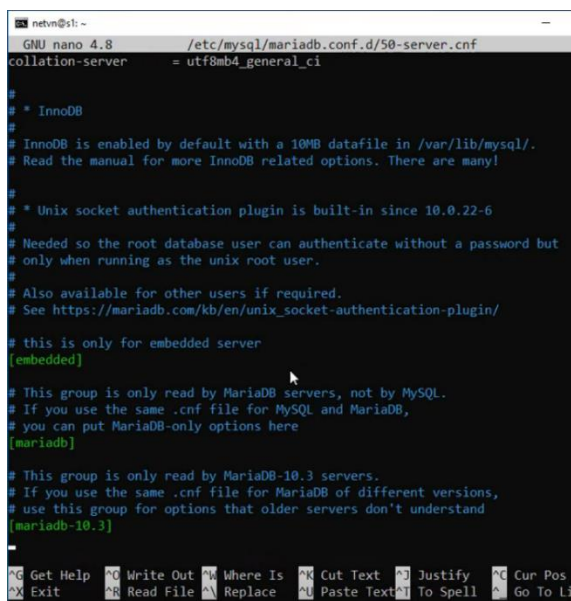 netvn@s1: ~
GNU nano 4.8 /etc/mysql/mariadb.conf.d/50-server.cnf
collation-server = utf8mb4_general_ci
#
# * InnoDB
#
# InnoDB is enabled by default with a 10MB datafile in /var/lib/mysql/.
# Read the manual for more InnoDB related options. There are many!
#
# * Unix socket authentication plugin is built-in since 10.0.22-6
#
# Needed so the root database user can authenticate without a password but
# only when running as the unix root user.
#
# Also available for other users if required.
# See https://mariadb.com/kb/en/unix_socket-authentication-plugin/
# this is only for embedded server
[embedded]
# This group is only read by MariaDB servers, not by MySQL.
# If you use the same .cnf file for MySQL and MariaDB,
# you can put MariaDB-only options here
[mariadb]
# This group is only read by MariaDB-10.3 servers.
# If you use the same .cnf file for MariaDB of different versions,
# use this group for options that older servers don't understand
[mariadb-10.3]
^G Get Help ^O Write Out ^W Where Is ^K Cut Text ^J Justify ^C Cur Pos
^X Exit ^R Read File ^\ Replace ^U Paste Text ^T To Spell ^_ Go To Li